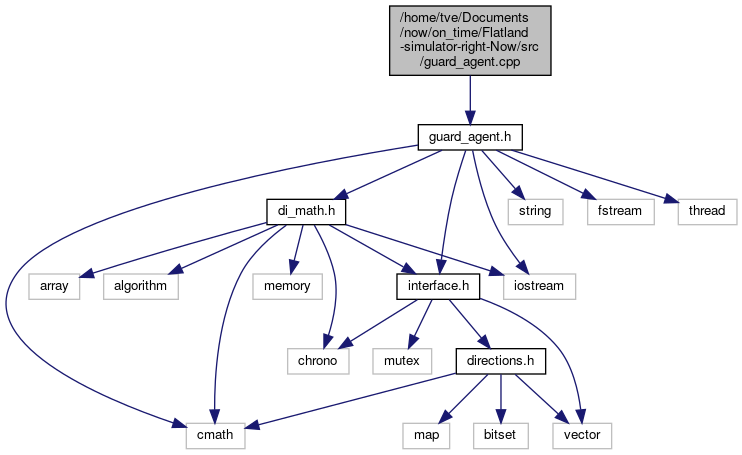 /home/tve/Documents
/now/on_time/Flatland
-simulator-right-Now/src
/guard_agent.cpp
guard_agent.h
di_math.h
string
fstream
thread
array
algorithm
memory
interface.h
iostream
chrono
mutex
directions.h
cmath
map
bitset
vector